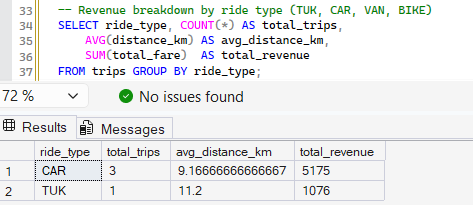 33
34 -- Revenue breakdown by ride type (TUK, CAR, VAN, BIKE)
35 SELECT ride_type, COUNT(*) AS total_trips,
36 AVG(distance_km) AS avg_distance_km,
SUM(total_fare) AS total_revenue
37 FROM trips GROUP BY ride_type;
72 % No issues found
Results Messages
ride_type total_trips avg_distance_km total_revenue
1 CAR 3 9.16666666666667 5175
2 TUK 1 11.2 1076